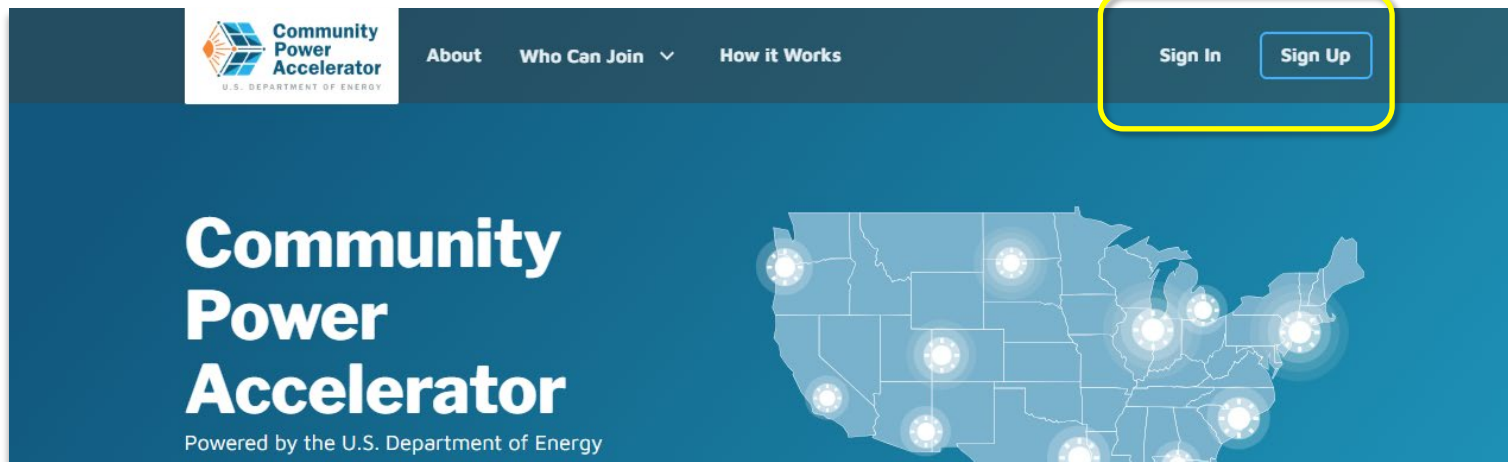 Community
Power
Accelerator
U.S. DEPARTMENT OF ENERGY
About Who Can Join How it Works Sign In Sign Up
Community
Power
Accelerator
Powered by the U.S. Department of Energy